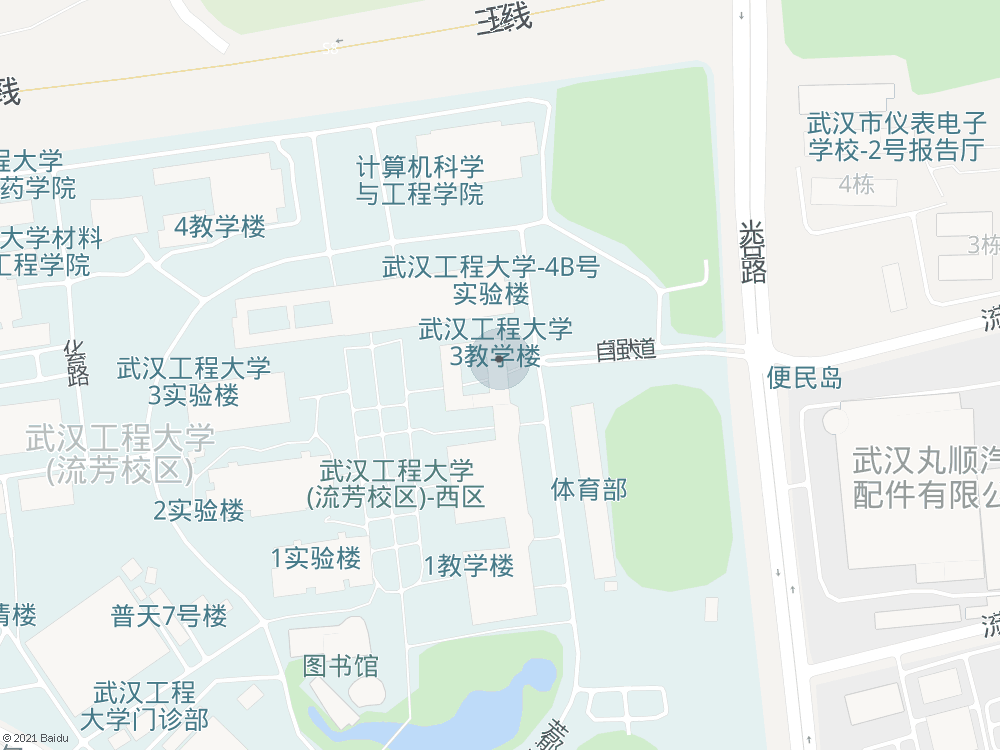 武汉市仪表电子
学校-2号报告厅
4栋
3栋
计算机科学
与工程学院
程大学
药学院
4教学楼
大学材料
工程学院
光谷路
武汉工程大学-4B号
实验楼
武汉工程大学
3教学楼
自强大道
便民岛
化育路
武汉工程大学
3实验楼
武汉工程大学
(流芳校区)
武汉工程大学
(流芳校区)-西区
体育部
武汉丸顺汽
配件有限公
2实验楼
1实验楼
1教学楼
普天7号楼
图书馆
武汉工程
大学门诊部
© 2021 Baidu